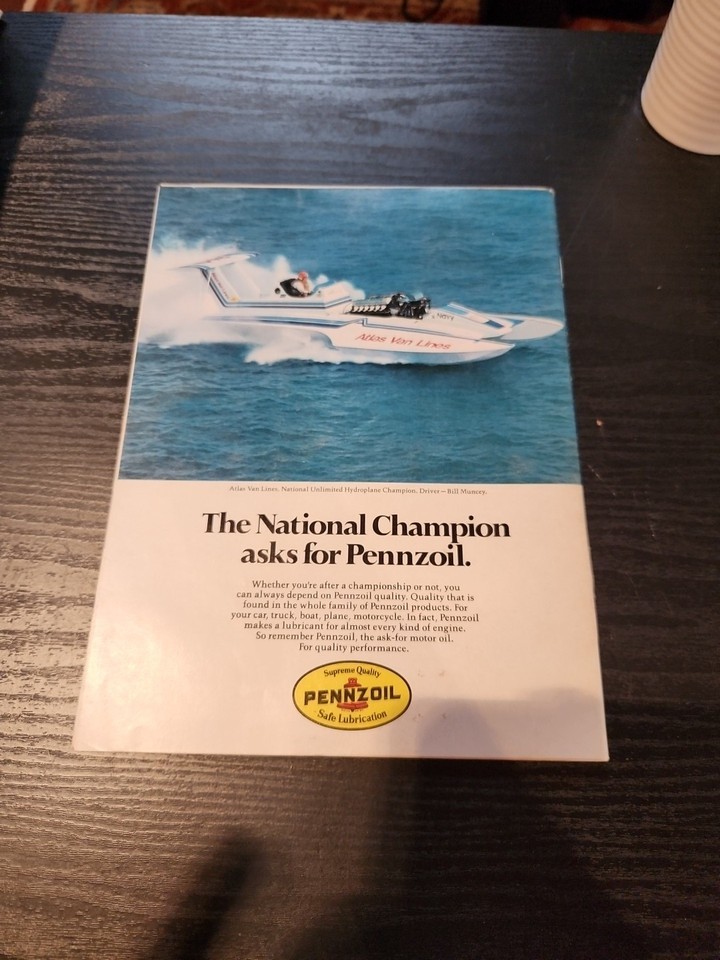 Atlas Van Lines
Atlas Van Lines, National Unlimited Hydroplane Champion, Driver—Bill Muncey.
The National Champion
asks for Pennzoil.
Whether you're after a championship or not, you
can always depend on Pennzoil quality. Quality that is
found in the whole family of Pennzoil products. For
your car, truck, boat, plane, motorcycle. In fact, Pennzoil
makes a lubricant for almost every kind of engine.
So remember Pennzoil, the ask-for motor oil.
For quality performance.
Supreme Quality
PENNZOIL
Safe Lubrication